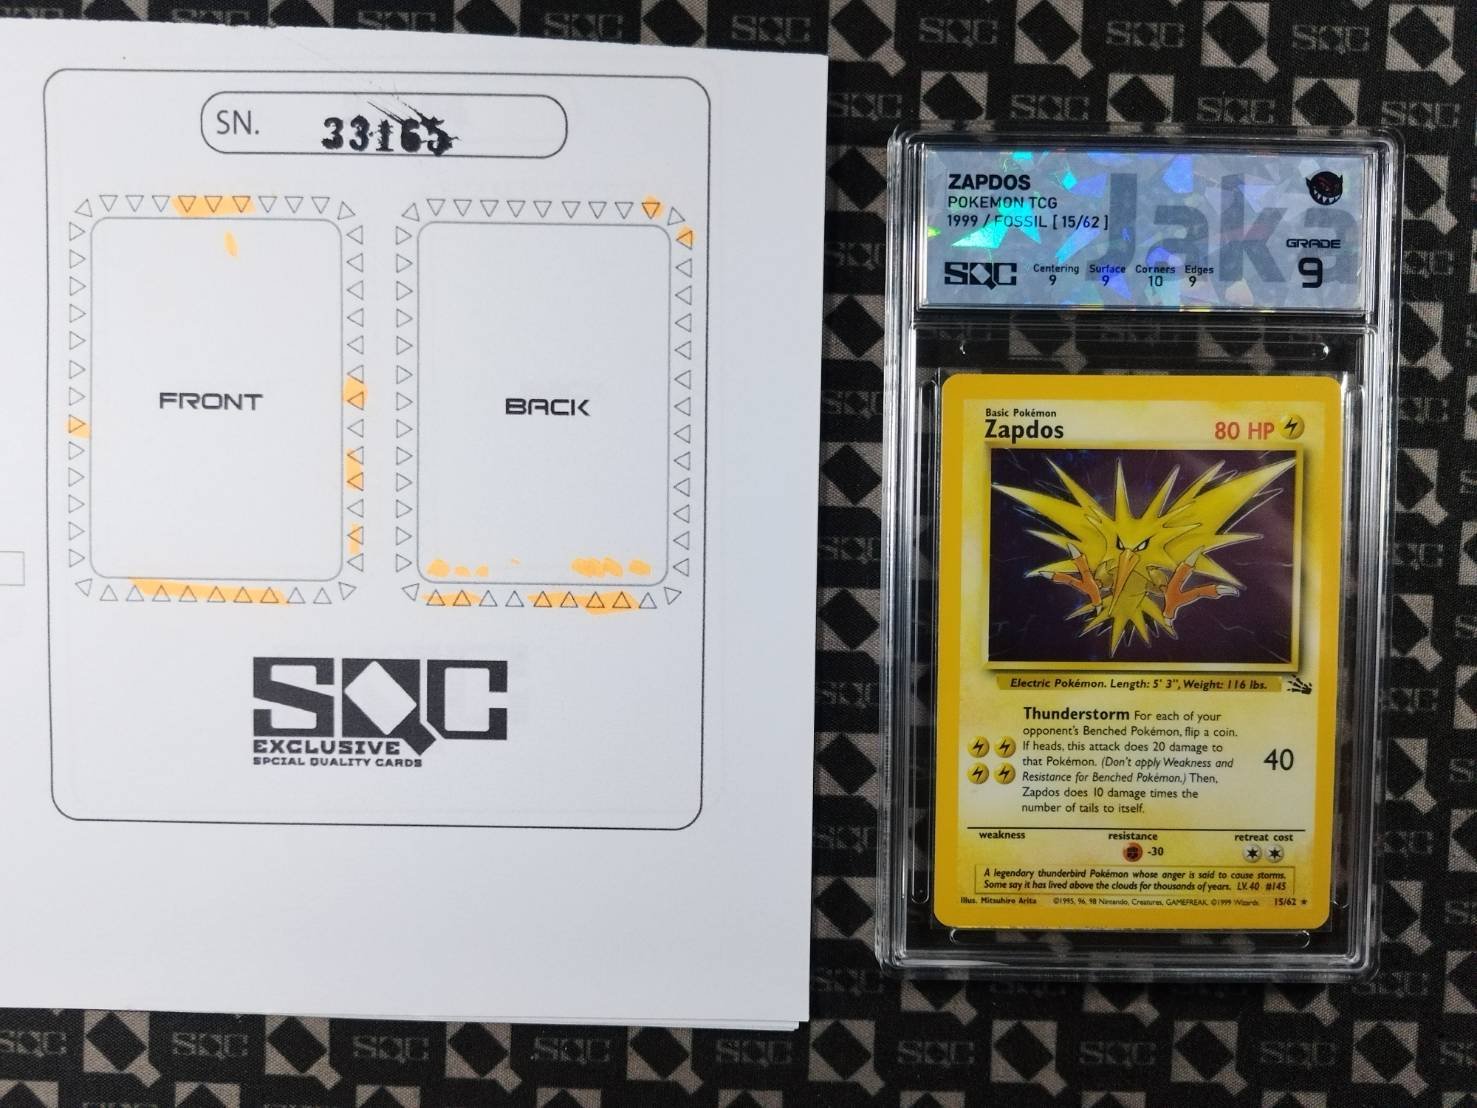 SN. 33165
FRONT
BACK
SQC
EXCLUSIVE
SPCIAL QUALITY CARDS
Jaka
ZAPDOS
POKEMON TCG
1999 / FOSSIL [ 15/62 ]
GRADE
9
SQC
Centering Surface Corners Edges
9 9 10 9
Basic Pokémon
Zapdos
80 HP
Electric Pokémon. Length: 5' 3", Weight: 116 lbs.
Thunderstorm For each of your
opponent's Benched Pokémon, flip a coin.
If heads, this attack does 20 damage to
that Pokémon. (Don't apply Weakness and
Resistance for Benched Pokémon.) Then,
Zapdos does 10 damage times the
number of tails to itself.
40
weakness resistance retreat cost
-30
A legendary thunderbird Pokémon whose anger is said to cause storms.
Some say it has lived above the clouds for thousands of years. LV. 40 #145
Illus. Mitsuhiro Arita ©1995, 96, 98 Nintendo, Creatures, GAMEFREAK. ©1999 Wizards. 15/62